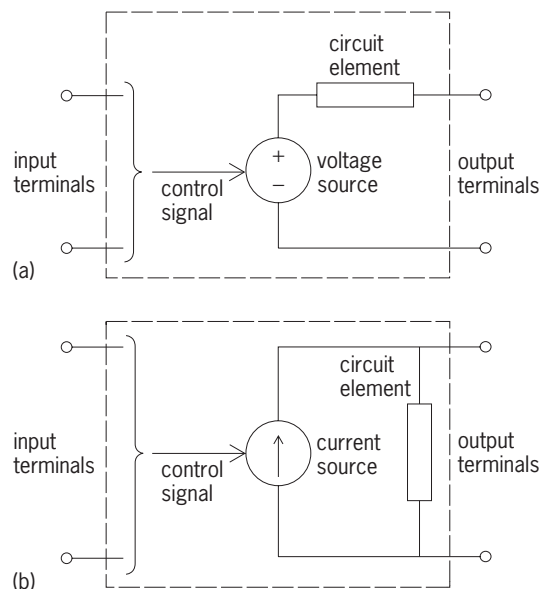 circuit
element
input
terminals
control
signal
+
−
voltage
source
output
terminals
(a)
circuit
element
input
terminals
control
signal
current
source
output
terminals
(b)